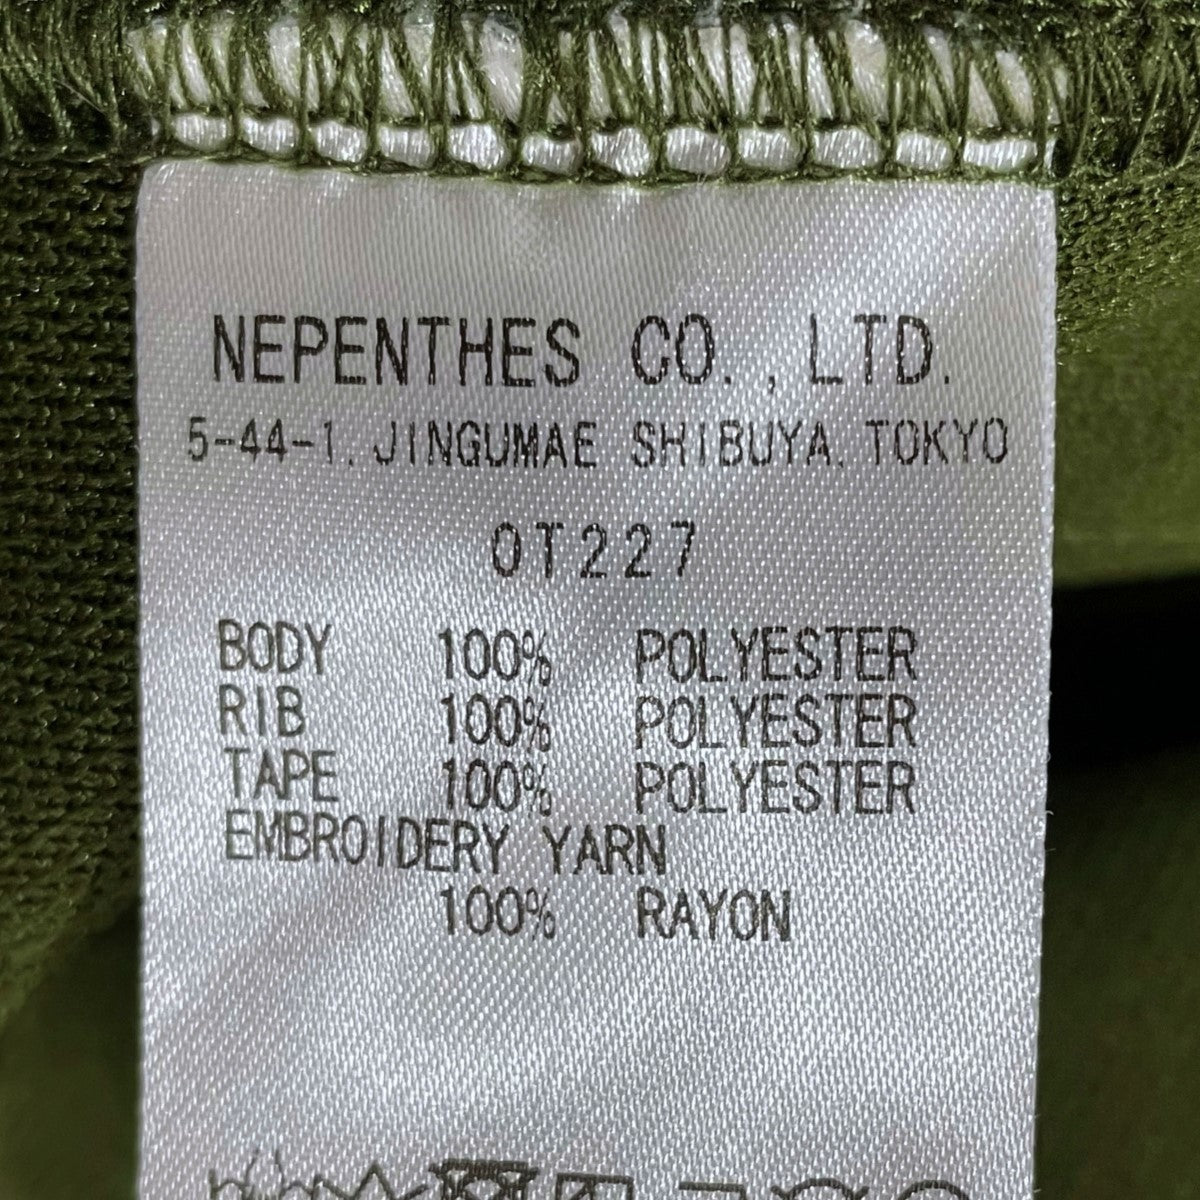 NEPENTHES CO., LTD.
5-44-1. JINGUMAE SHIBUYA. TOKYO
OT227
BODY 100% POLYESTER
RIB 100% POLYESTER
TAPE 100% POLYESTER
EMBROIDERY YARN
100% RAYON